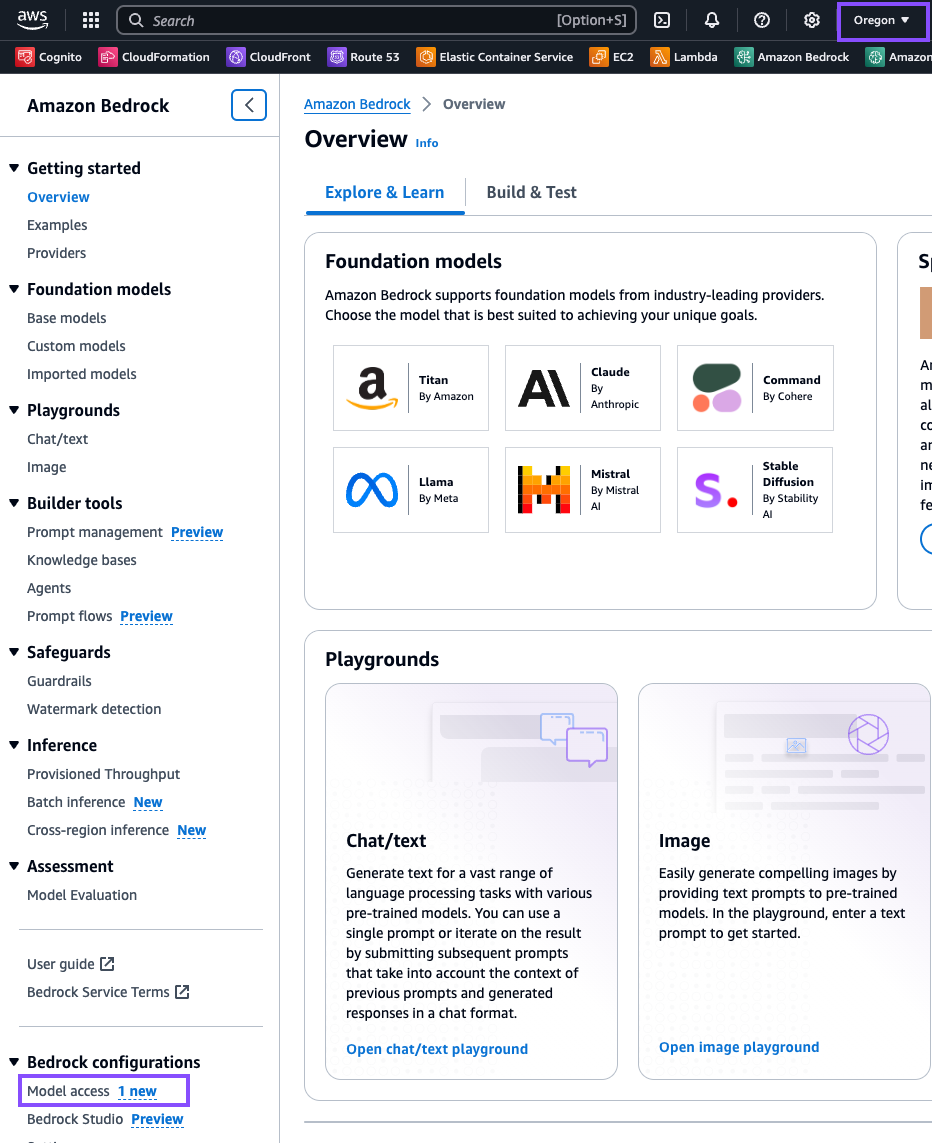 aws
Search
[Option+S]
Oregon
Cognito
CloudFormation
CloudFront
Route 53
Elastic Container Service
EC2
Lambda
Amazon Bedrock
Amazon
Amazon Bedrock
Getting started
Overview
Examples
Providers
Foundation models
Base models
Custom models
Imported models
Playgrounds
Chat/text
Image
Builder tools
Prompt management Preview
Knowledge bases
Agents
Prompt flows Preview
Safeguards
Guardrails
Watermark detection
Inference
Provisioned Throughput
Batch inference New
Cross-region inference New
Assessment
Model Evaluation
User guide
Bedrock Service Terms
Bedrock configurations
Model access 1 new
Bedrock Studio Preview
Amazon Bedrock > Overview
Overview Info
Explore & Learn
Build & Test
Foundation models
Amazon Bedrock supports foundation models from industry-leading providers.
Choose the model that is best suited to achieving your unique goals.
Titan
By Amazon
Claude
By
Anthropic
Command
By Cohere
Llama
By Meta
Mistral
By Mistral
AI
Stable
Diffusion
By Stability
AI
Playgrounds
Chat/text
Generate text for a vast range of
language processing tasks with various
pre-trained models. You can use a
single prompt or iterate on the result
by submitting subsequent prompts
that take into account the context of
previous prompts and generated
responses in a chat format.
Open chat/text playground
Image
Easily generate compelling images by
providing text prompts to pre-trained
models. In the playground, enter a text
prompt to get started.
Open image playground